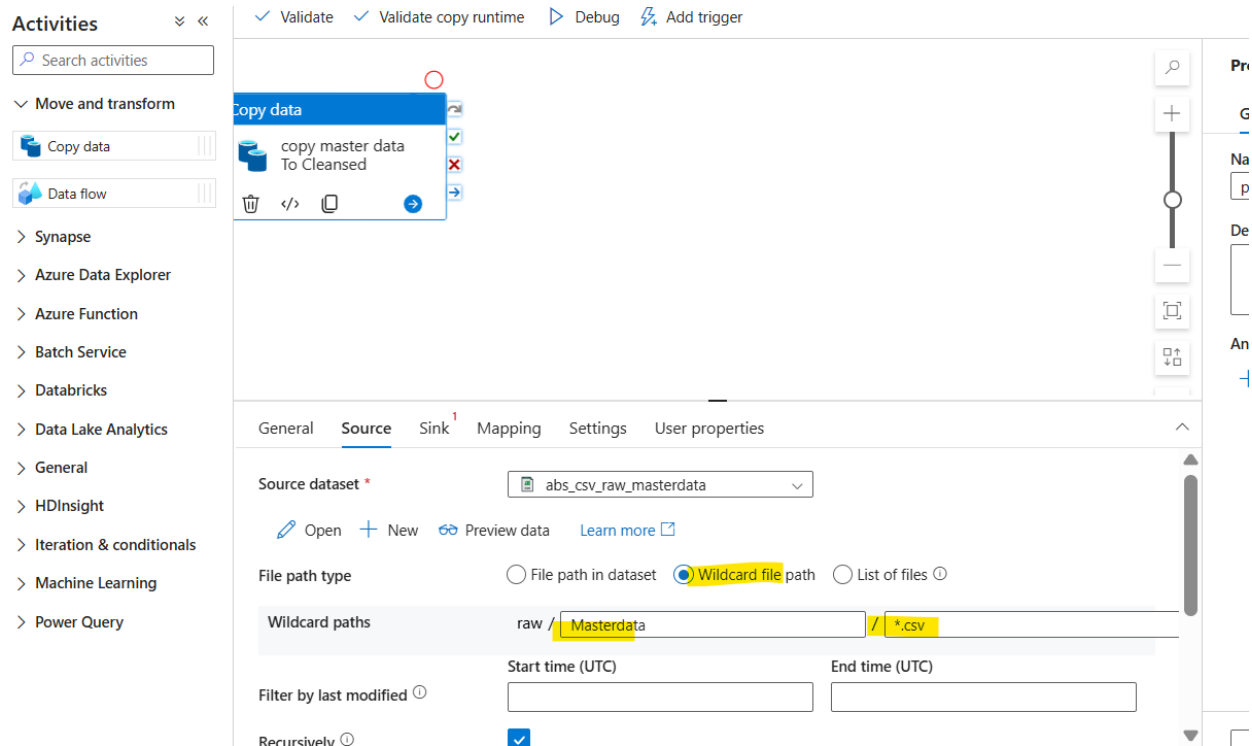 Activities
Validate Validate copy runtime Debug Add trigger
Search activities
Move and transform
Copy data
Data flow
Synapse
Azure Data Explorer
Azure Function
Batch Service
Databricks
Data Lake Analytics
General
HDInsight
Iteration & conditionals
Machine Learning
Power Query
Copy data
copy master data
To Cleansed
General Source Sink 1 Mapping Settings User properties
Source dataset * abs_csv_raw_masterdata
Open New Preview data Learn more
File path type File path in dataset Wildcard file path List of files
Wildcard paths raw / Masterdata / *.csv
Start time (UTC) End time (UTC)
Filter by last modified
Recursively